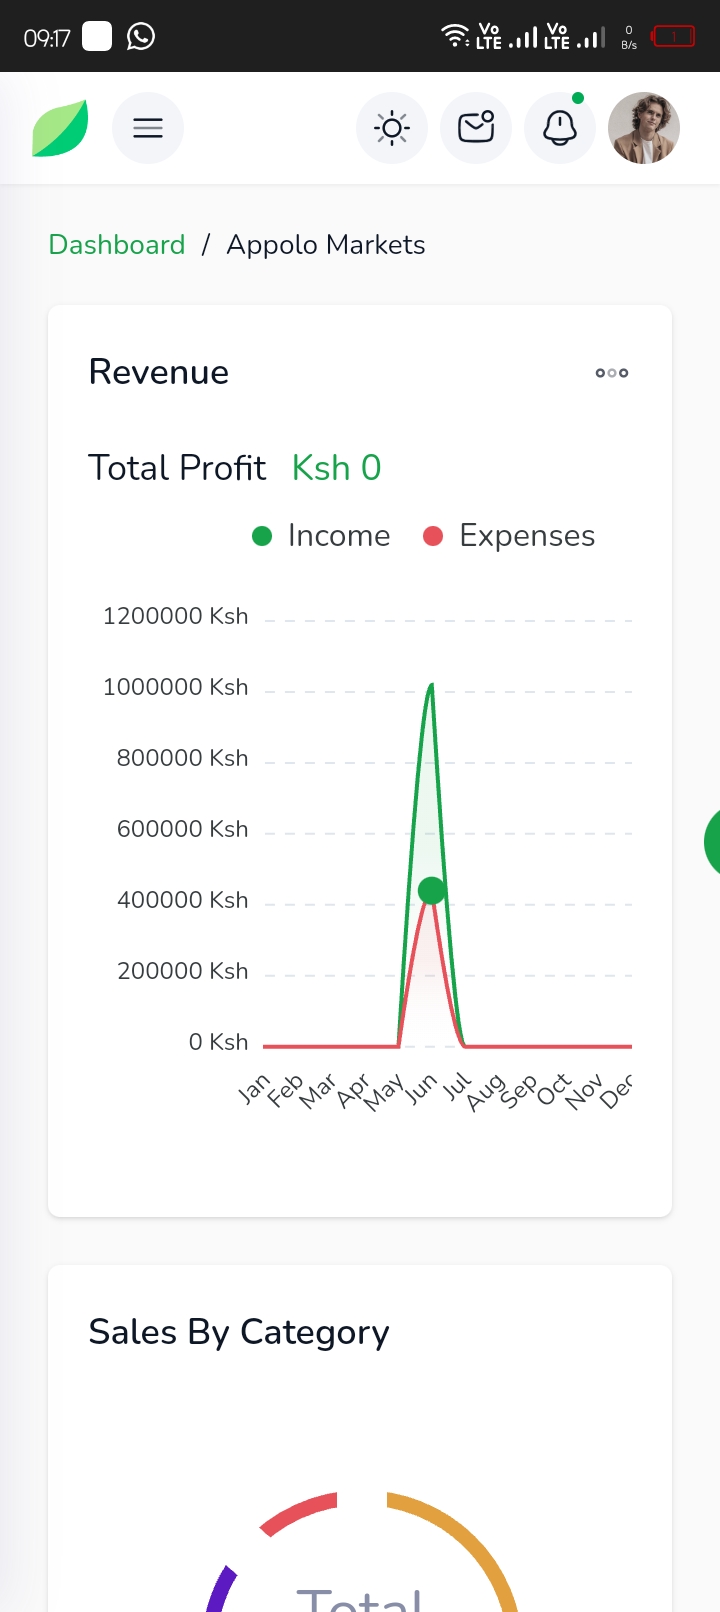 09:17 Vo LTE Vo LTE 0 B/s 1
Dashboard / Appolo Markets
Revenue
Total Profit Ksh 0
Income Expenses
1200000 Ksh
1000000 Ksh
800000 Ksh
600000 Ksh
400000 Ksh
200000 Ksh
0 Ksh
Jan Feb Mar Apr May Jun Jul Aug Sep Oct Nov Dec
Sales By Category
Total